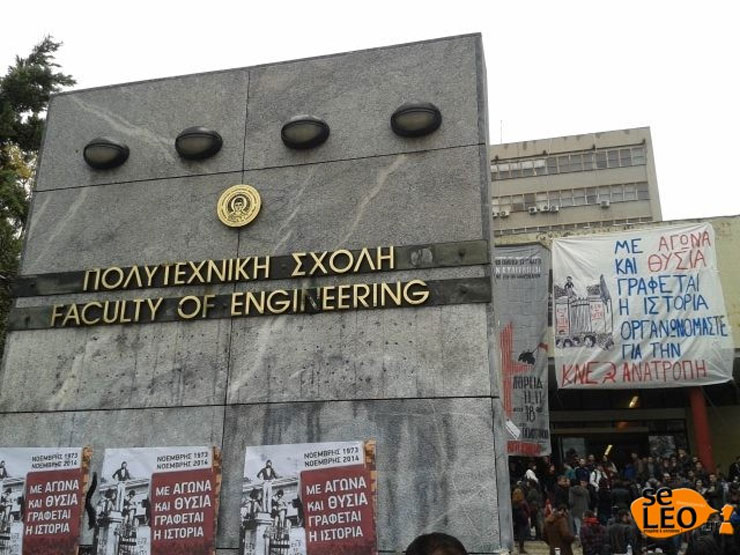 ΠΟΛΥΤΕΧΝΙΚΗ ΣΧΟΛΗ
FACULTY OF ENGINEERING
ΜΕ ΑΓΩΝΑ
ΚΑΙ ΘΥΣΙΑ
ΓΡΑΦΕΤΑΙ
Η ΙΣΤΟΡΙΑ
ΟΡΓΑΝΩΝΟΜΑΣΤΕ
ΓΙΑ ΤΗΝ
ΚΝΕ ΑΝΑΤΡΟΠΗ
ΠΟΡΕΙΑ
ΝΟΕΜΒΡΗΣ 1973
ΝΟΕΜΒΡΗΣ 2014
ΜΕ ΑΓΩΝΑ
ΚΑΙ ΘΥΣΙΑ
ΓΡΑΦΕΤΑΙ
Η ΙΣΤΟΡΙΑ
ΝΟΕΜΒΡΗΣ 1973
ΝΟΕΜΒΡΗΣ 2014
ΜΕ ΑΓΩΝΑ
ΚΑΙ ΘΥΣΙΑ
ΓΡΑΦΕΤΑΙ
Η ΙΣΤΟΡΙΑ
ΝΟΕΜΒΡΗΣ 1973
ΝΟΕΜΒΡΗΣ 2014
ΜΕ ΑΓΩΝΑ
ΚΑΙ ΘΥΣΙΑ
ΓΡΑΦΕΤΑΙ
Η ΙΣΤΟΡΙΑ
se
LEO